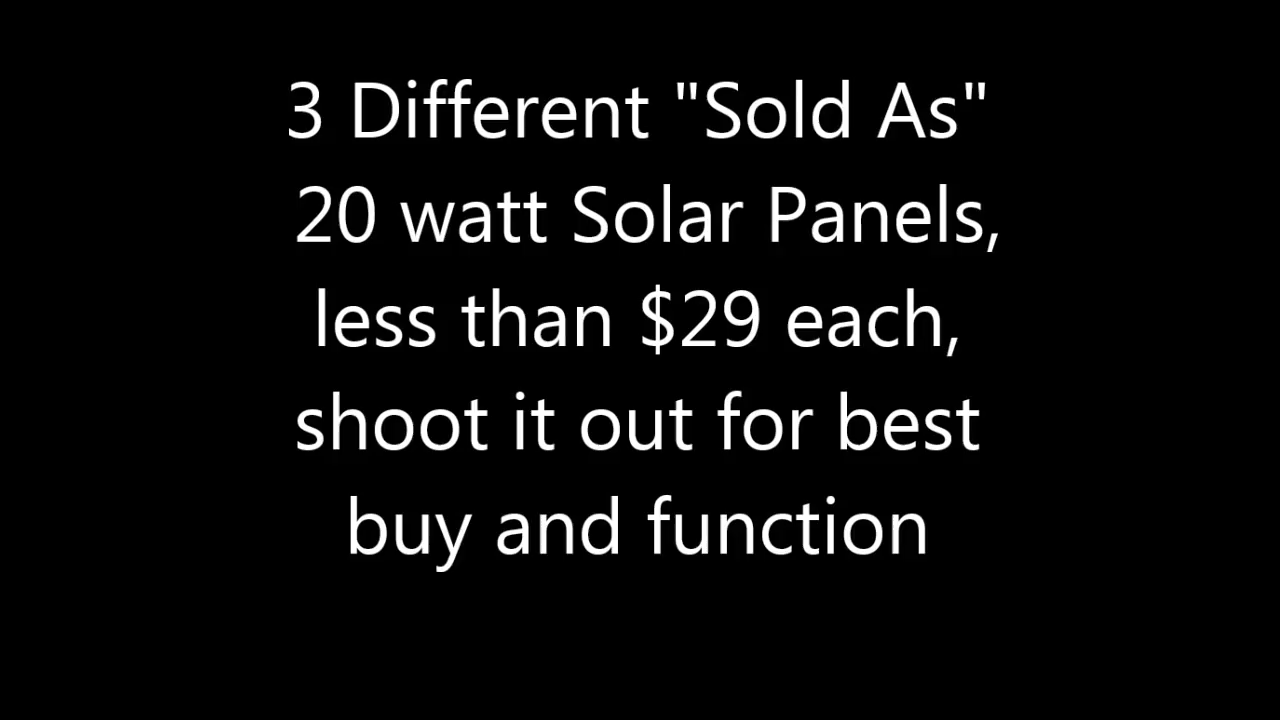 3 Different "Sold As"
20 watt Solar Panels,
less than $29 each,
shoot it out for best
buy and function